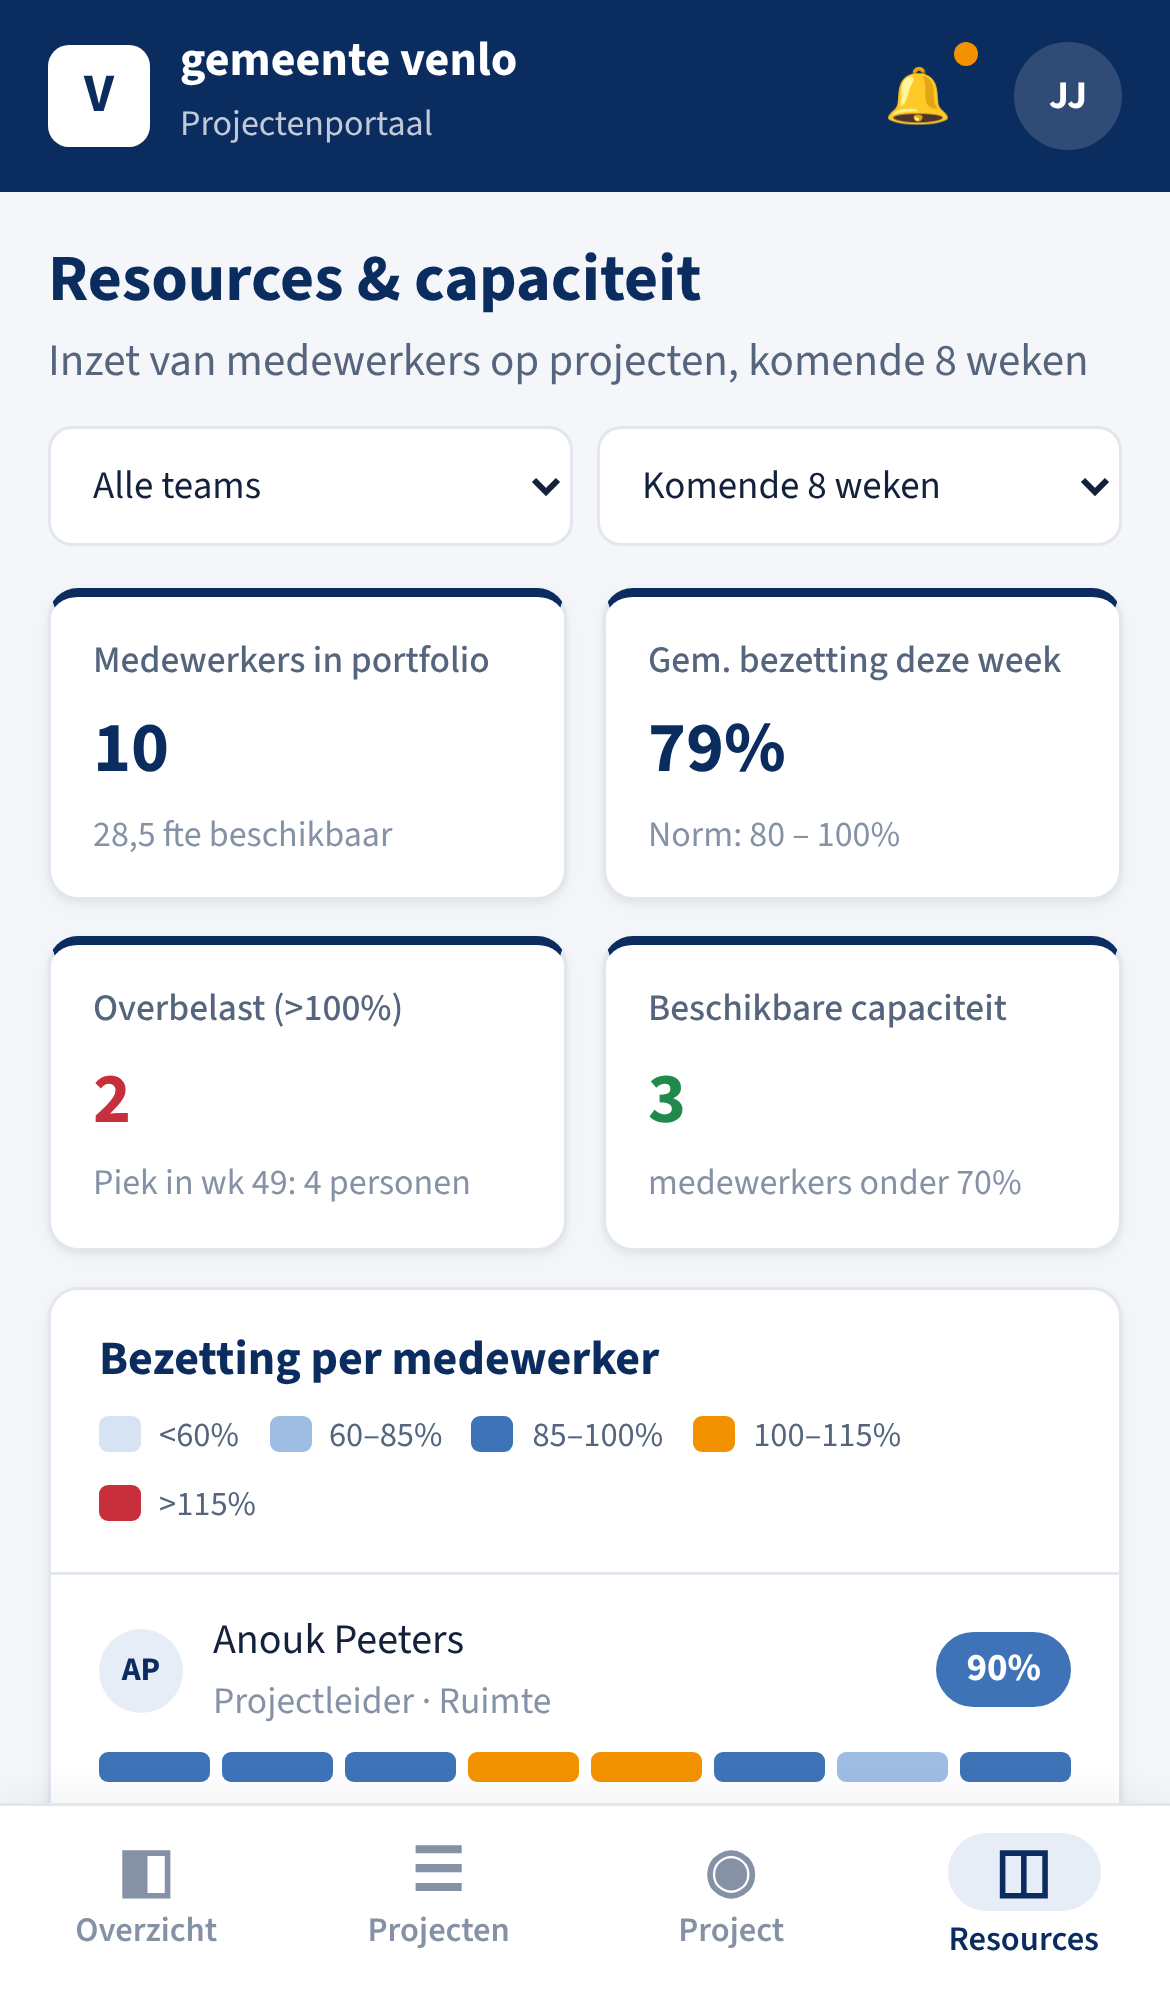 V
gemeente venlo
Projectenportaal
JJ
Resources & capaciteit
Inzet van medewerkers op projecten, komende 8 weken
Alle teams
Komende 8 weken
Medewerkers in portfolio
10
28,5 fte beschikbaar
Gem. bezetting deze week
79%
Norm: 80 – 100%
Overbelast (>100%)
2
Piek in wk 49: 4 personen
Beschikbare capaciteit
3
medewerkers onder 70%
Bezetting per medewerker
<60% 60–85% 85–100% 100–115%
>115%
AP
Anouk Peeters
Projectleider · Ruimte
90%
Overzicht
Projecten
Project
Resources